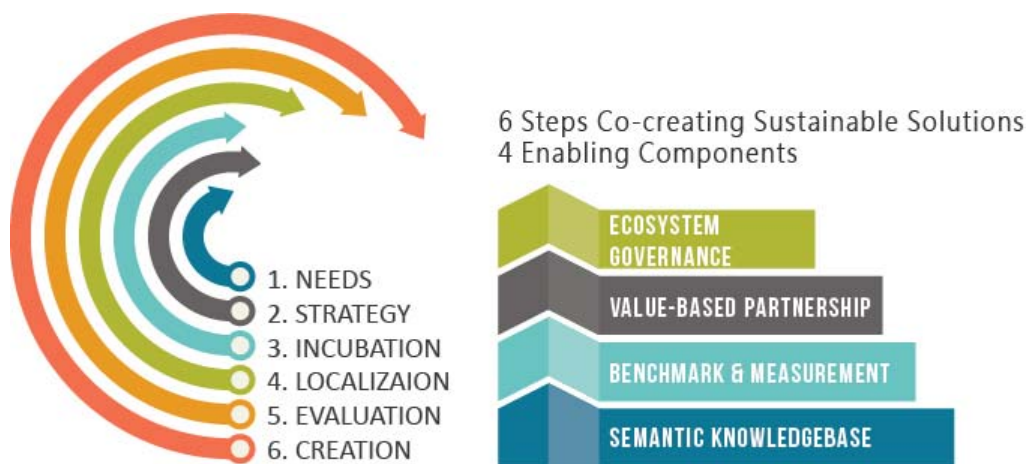 1. NEEDS
2. STRATEGY
3. INCUBATION
4. LOCALIZAION
5. EVALUATION
6. CREATION
6 Steps Co-creating Sustainable Solutions
4 Enabling Components
ECOSYSTEM
GOVERNANCE
VALUE-BASED PARTNERSHIP
BENCHMARK & MEASUREMENT
SEMANTIC KNOWLEDGEBASE